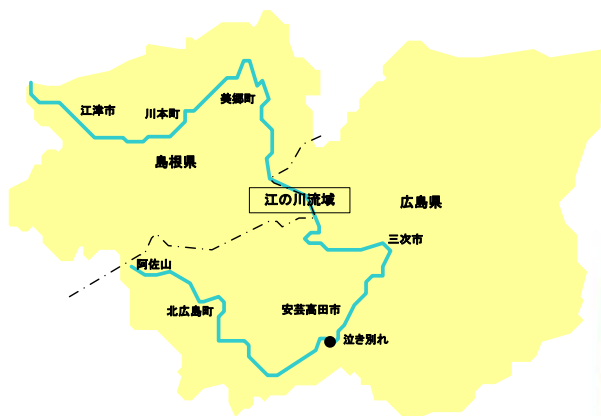 美郷町
江津市
川本町
島根県
江の川流域
広島県
三次市
阿佐山
北広島町
安芸高田市
泣き別れ